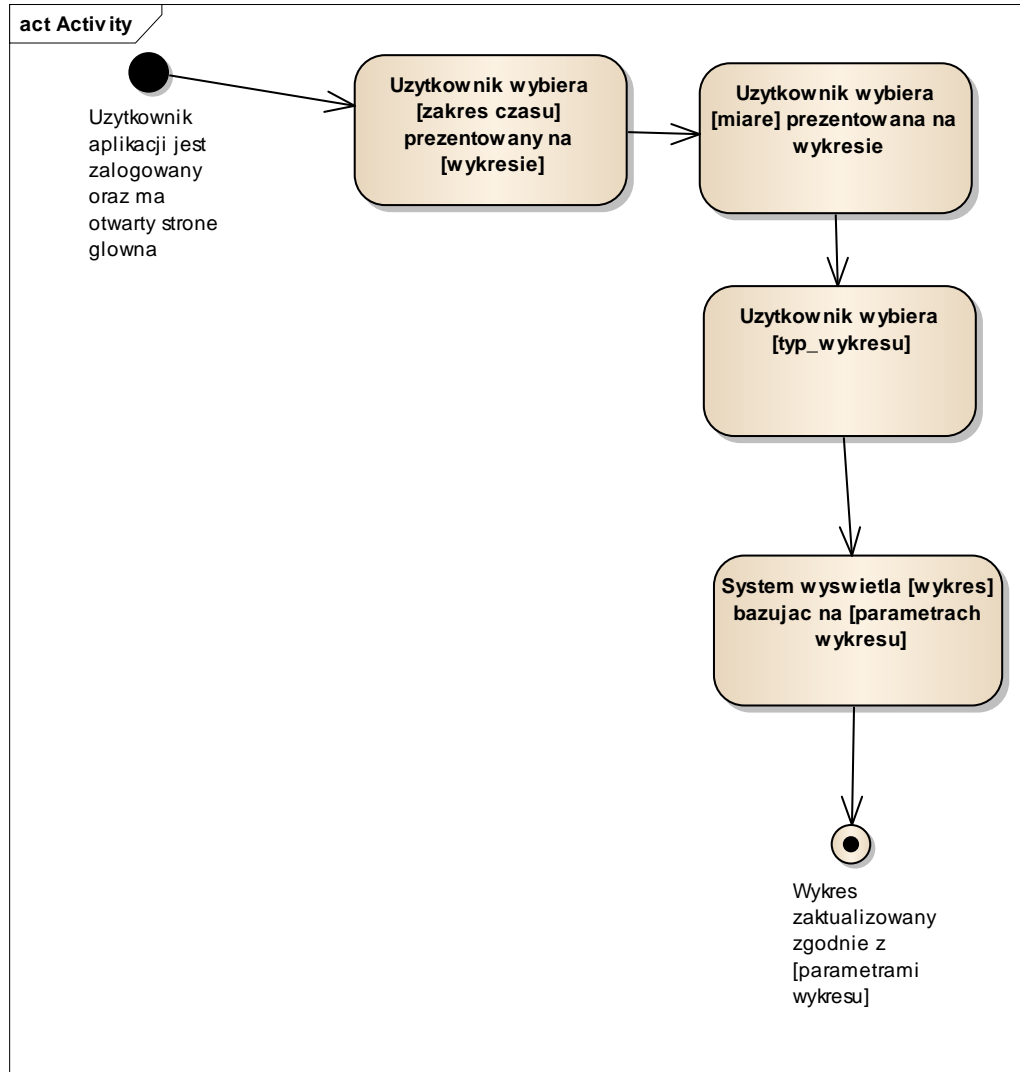 act Activity
Uzytkownik
aplikacji jest
zalogowany
oraz ma
otwarty strone
glowna
Uzytkownik wybiera
[zakres czasu]
prezentowany na
[wykresie]
Uzytkownik wybiera
[miare] prezentowana na
wykresie
Uzytkownik wybiera
[typ_wykresu]
System wyswietla [wykres]
bazujac na [parametrach
wykresu]
Wykres
zaktualizowany
zgodnie z
[parametrami
wykresu]